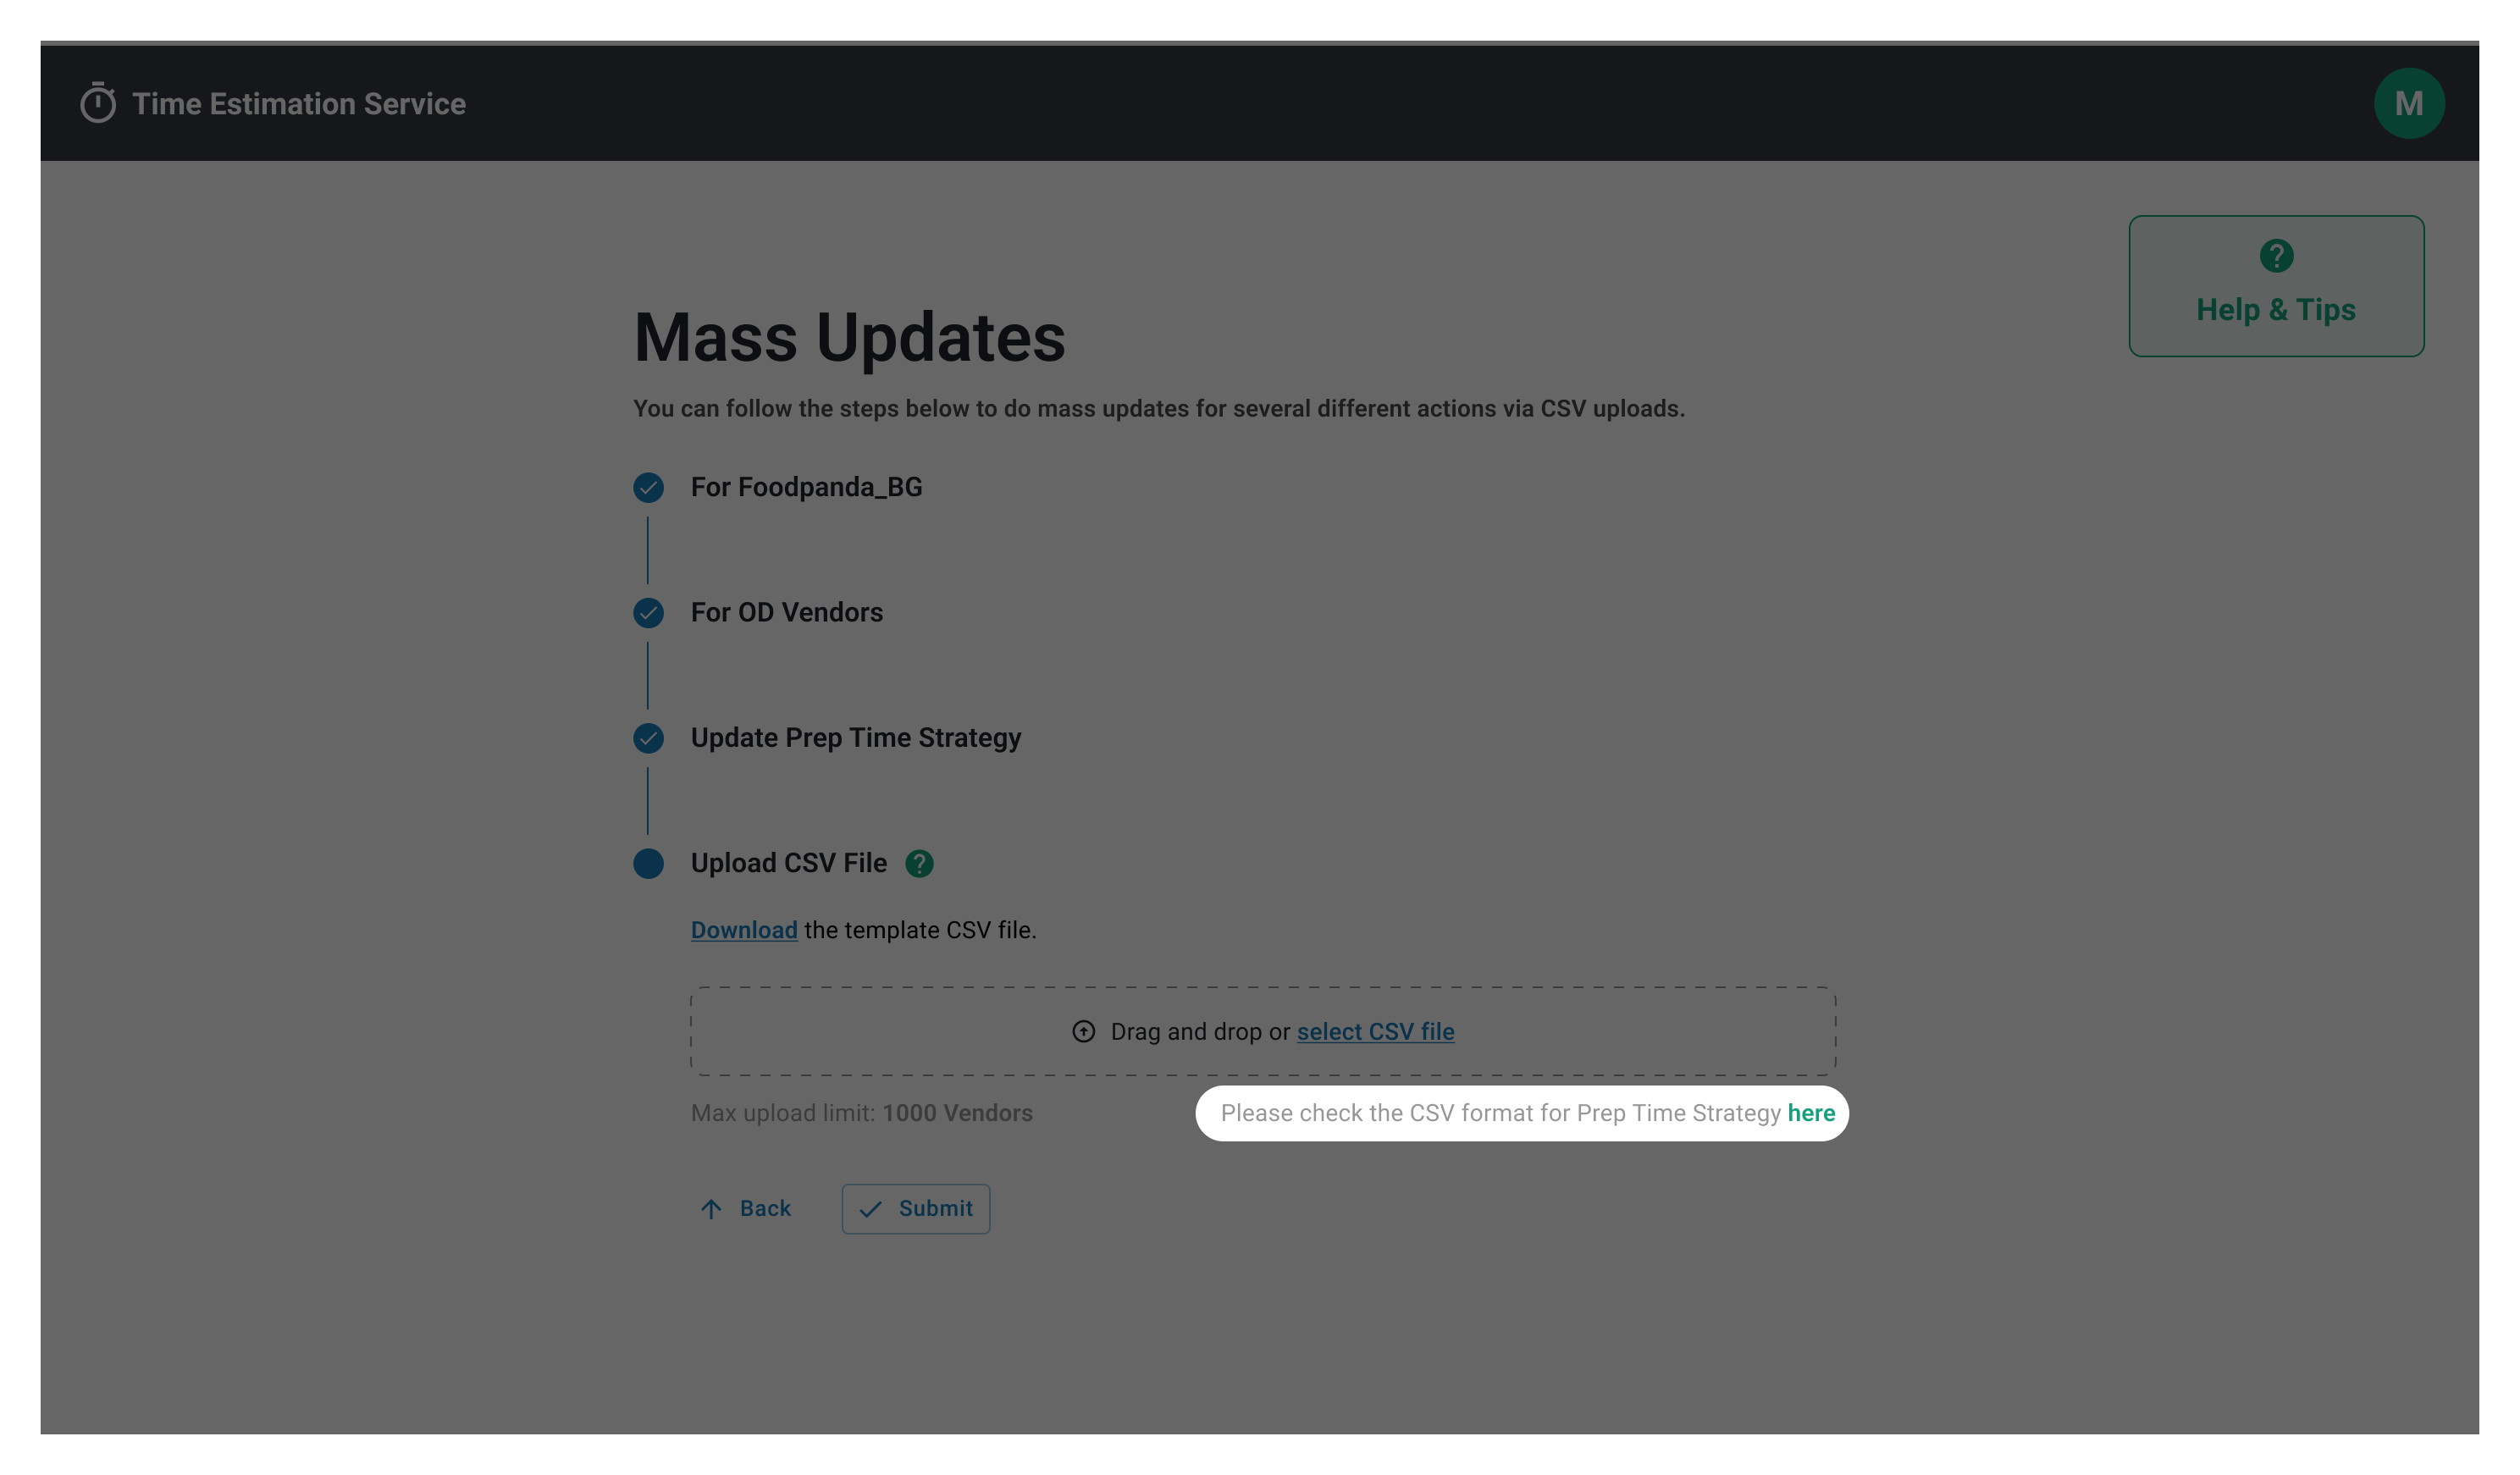 Time Estimation Service
M
Help & Tips
Mass Updates
You can follow the steps below to do mass updates for several different actions via CSV uploads.
For Foodpanda_BG
For OD Vendors
Update Prep Time Strategy
Upload CSV File
Download the template CSV file.
Drag and drop or select CSV file
Max upload limit: 1000 Vendors
Please check the CSV format for Prep Time Strategy here
Back
Submit